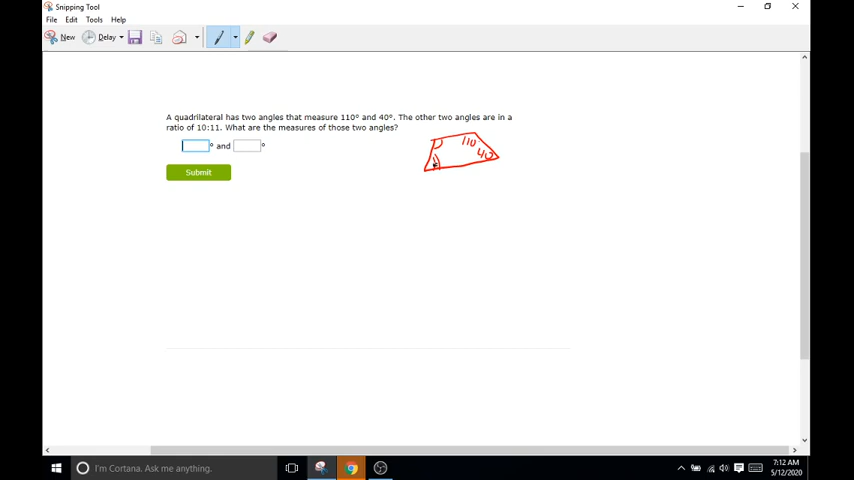 Snipping Tool
File Edit Tools Help
New Delay
A quadrilateral has two angles that measure 110° and 40°. The other two angles are in a
ratio of 10:11. What are the measures of those two angles?
° and °
Submit
110°
40°
I'm Cortana. Ask me anything.
7:12 AM
5/12/2020